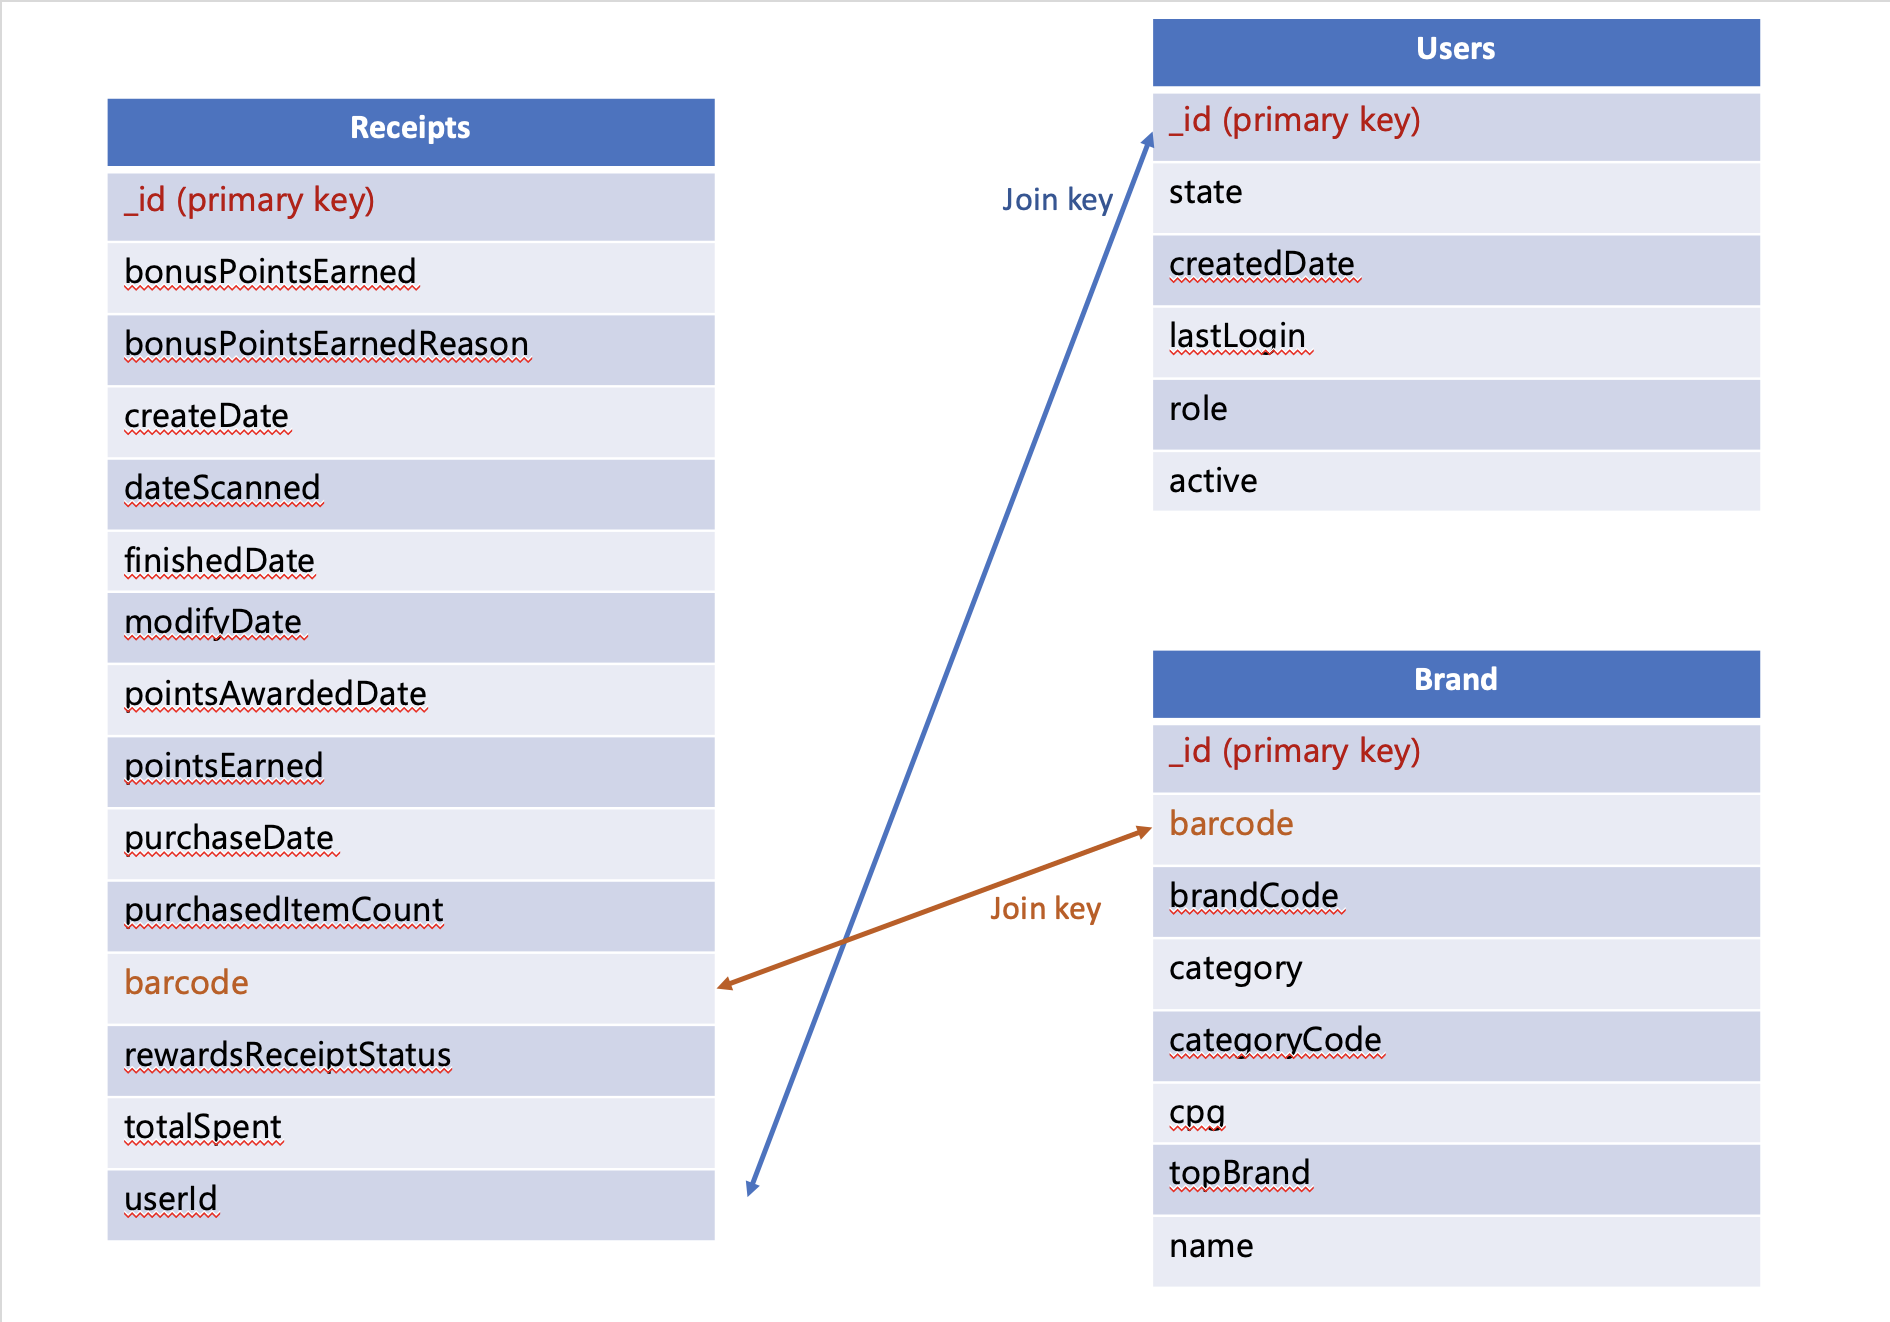 Receipts
_id (primary key)
bonusPointsEarned
bonusPointsEarnedReason
createDate
dateScanned
finishedDate
modifyDate
pointsAwardedDate
pointsEarned
purchaseDate
purchasedItemCount
barcode
rewardsReceiptStatus
totalSpent
userId
Join key
Join key
Users
_id (primary key)
state
createdDate
lastLogin
role
active
Brand
_id (primary key)
barcode
brandCode
category
categoryCode
cpg
topBrand
name